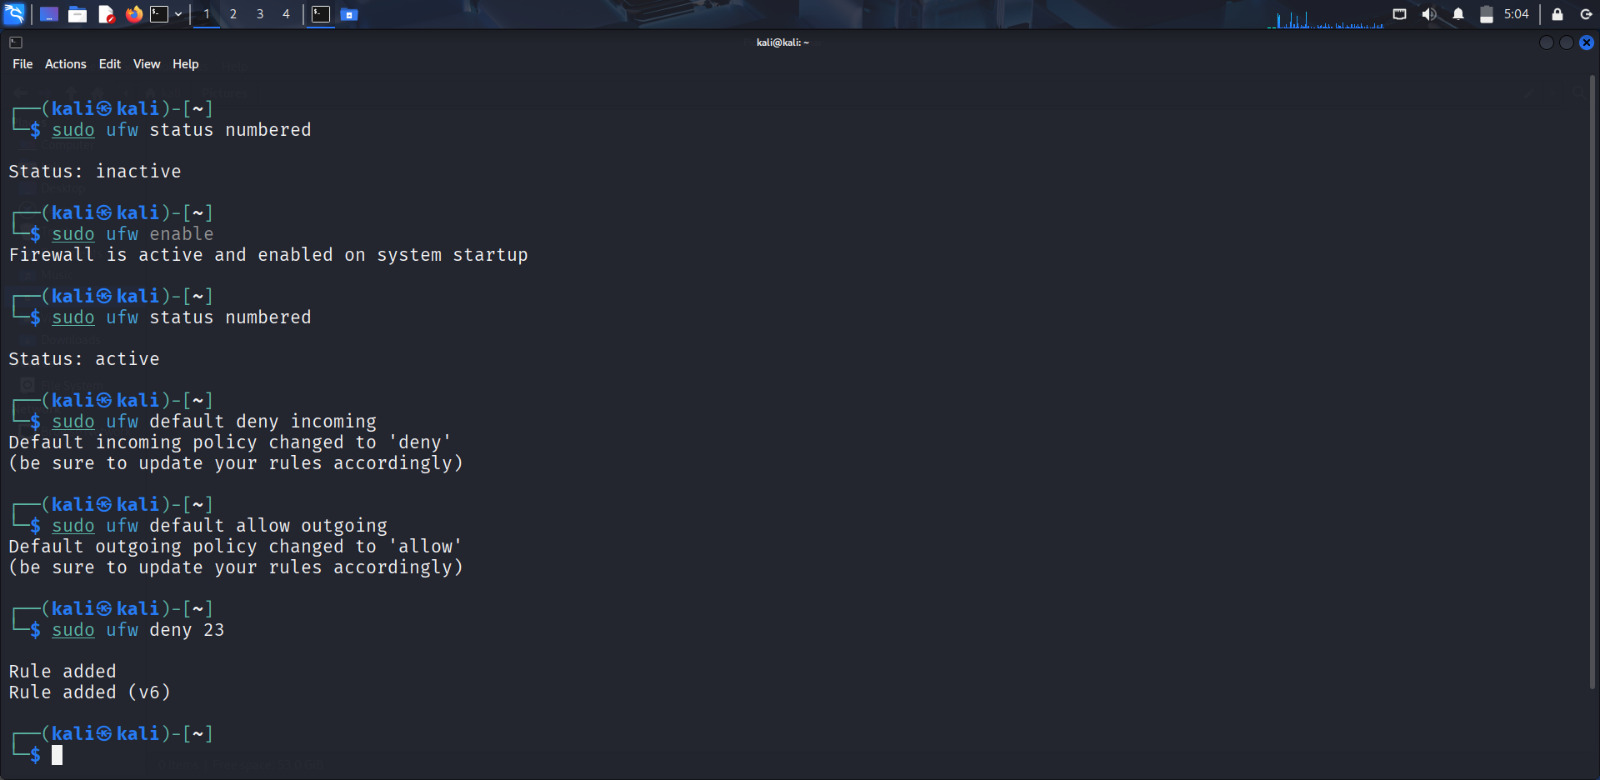 1 2 3 4
5:04
kali@kali: ~
File Actions Edit View Help
┌──(kali㉿kali)-[~]
└─$ sudo ufw status numbered
Status: inactive
┌──(kali㉿kali)-[~]
└─$ sudo ufw enable
Firewall is active and enabled on system startup
┌──(kali㉿kali)-[~]
└─$ sudo ufw status numbered
Status: active
┌──(kali㉿kali)-[~]
└─$ sudo ufw default deny incoming
Default incoming policy changed to 'deny'
(be sure to update your rules accordingly)
┌──(kali㉿kali)-[~]
└─$ sudo ufw default allow outgoing
Default outgoing policy changed to 'allow'
(be sure to update your rules accordingly)
┌──(kali㉿kali)-[~]
└─$ sudo ufw deny 23
Rule added
Rule added (v6)
┌──(kali㉿kali)-[~]
└─$